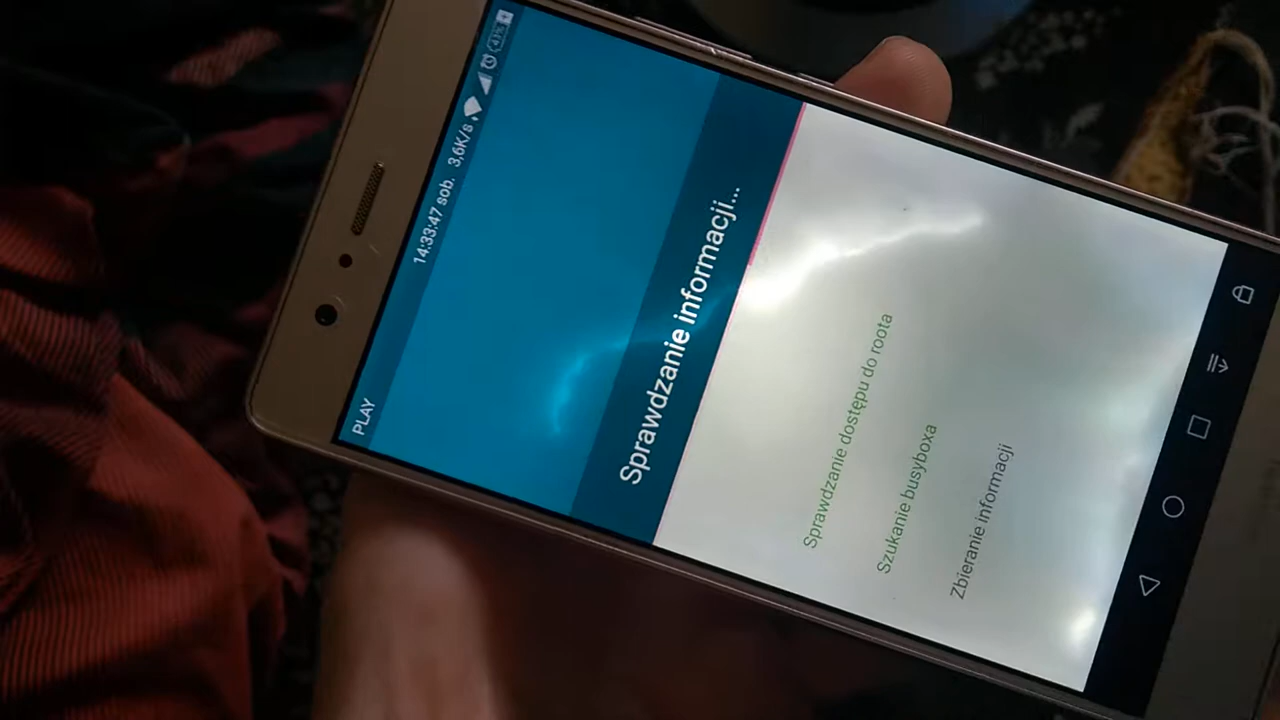 PLAY
14:33:47 sob. 3,6K/s
Sprawdzanie informacji...
Sprawdzanie dostępu do roota
Szukanie busyboxa
Zbieranie informacji